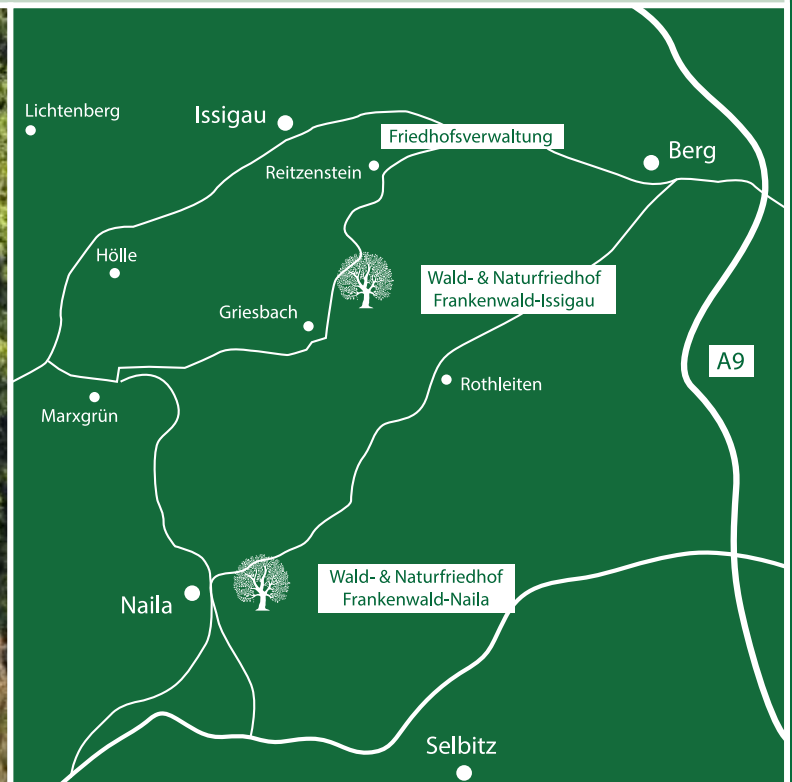 Lichtenberg
Issigau
Friedhofsverwaltung
Berg
Reitzenstein
Hölle
Wald- & Naturfriedhof
Frankenwald-Issigau
Griesbach
A9
Rothleiten
Marxgrün
Wald- & Naturfriedhof
Frankenwald-Naila
Naila
Selbitz